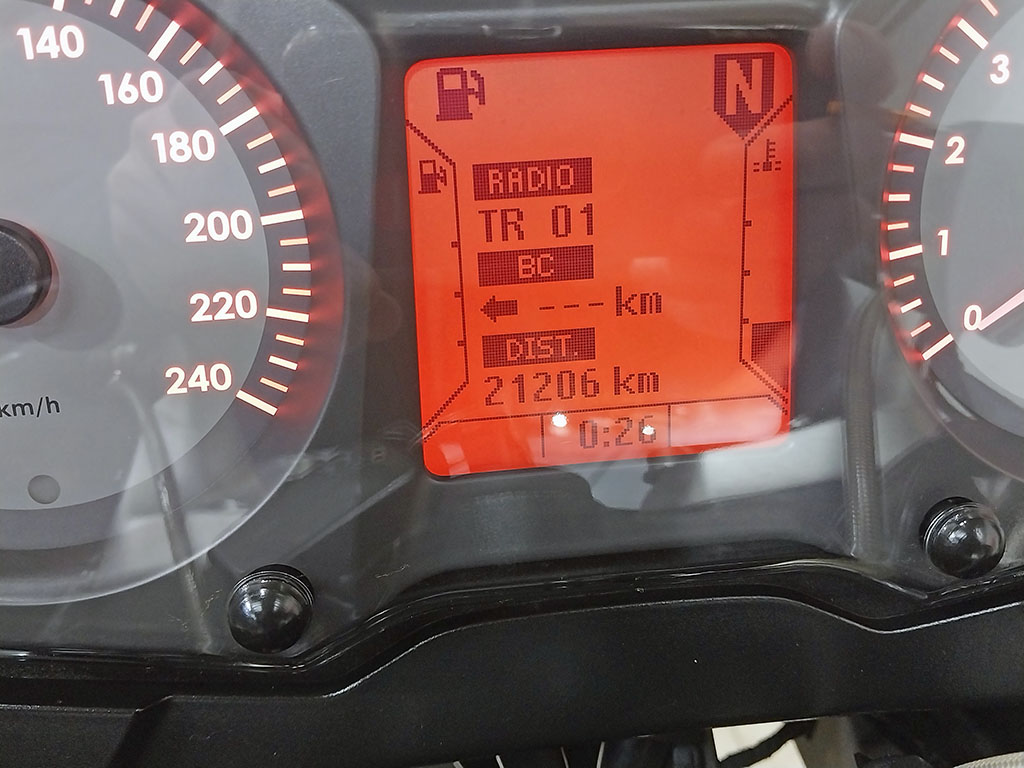 140
160
180
200
220
240
km/h
N
RADIO
TR 01
BC
--- km
DIST.
21206 km
0:26
3
2
1
0